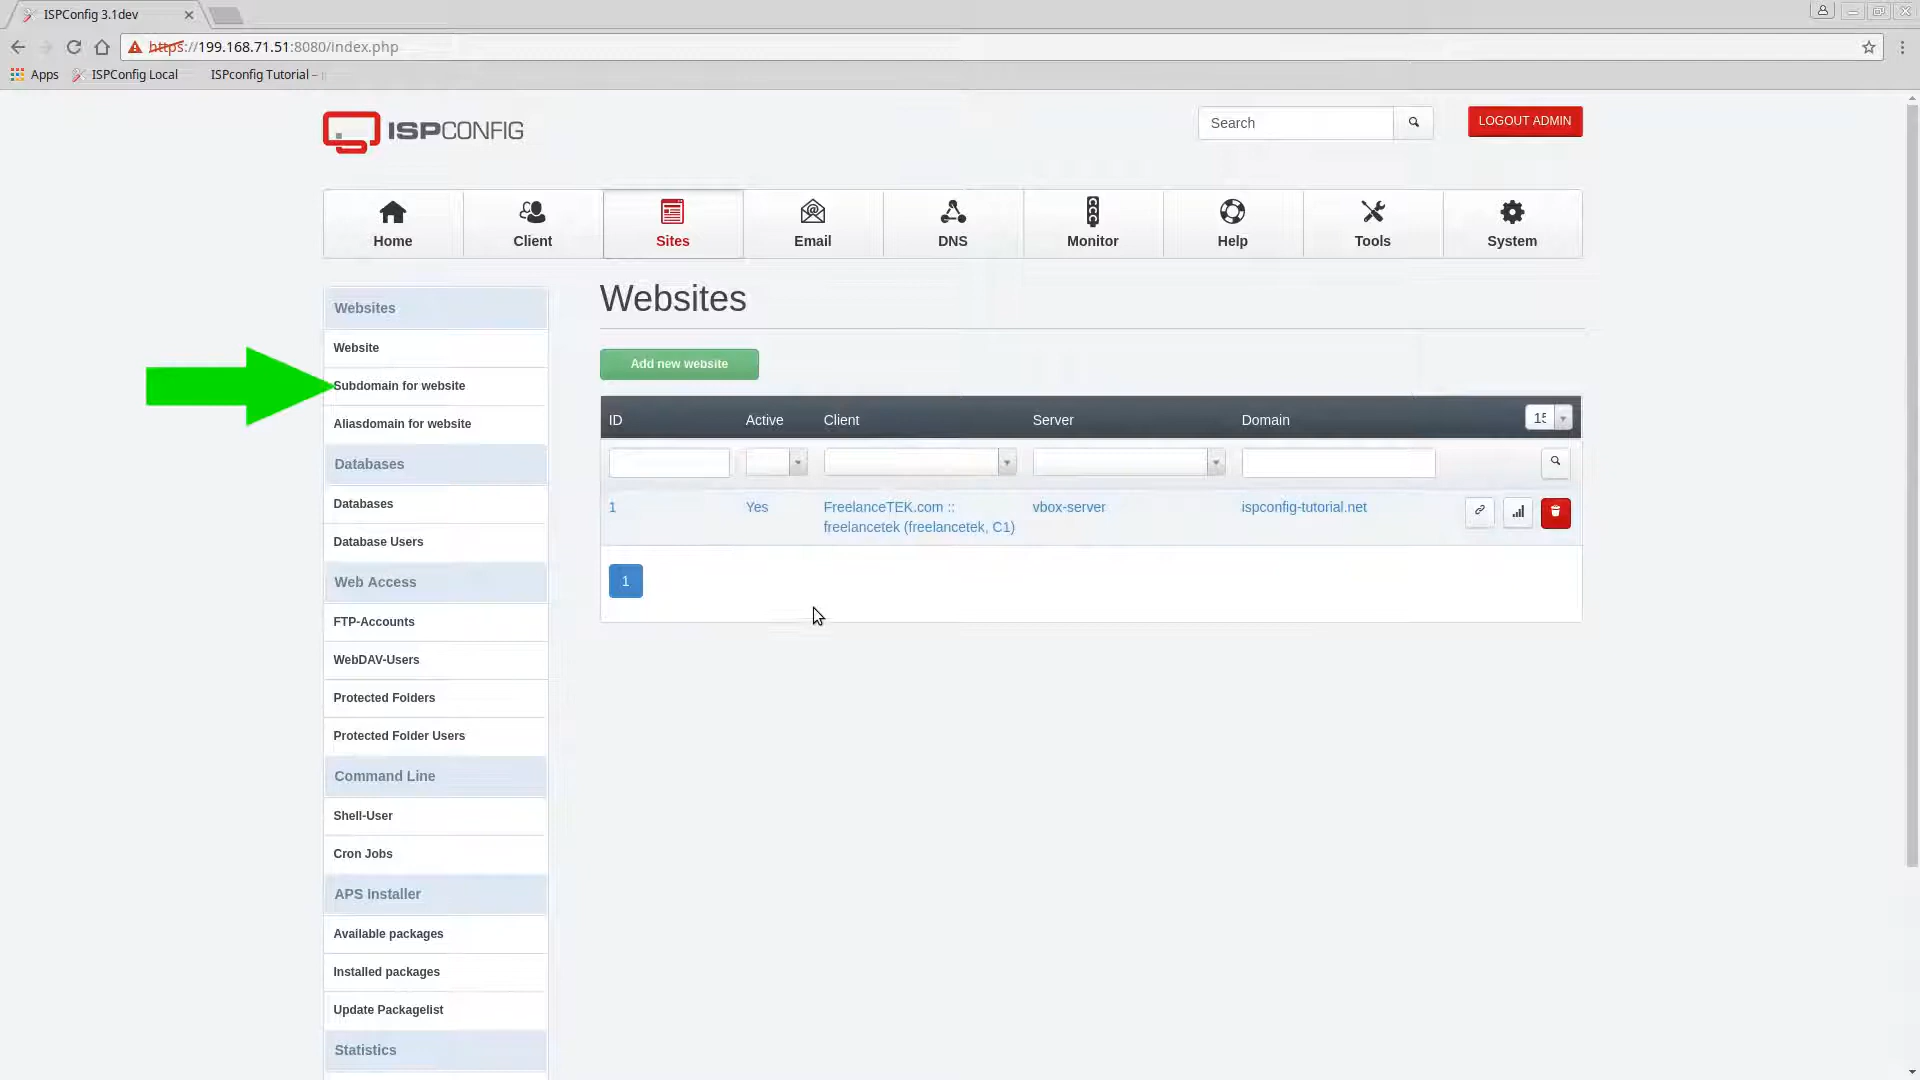 ISPConfig 3.1dev
https://199.168.71.51:8080/index.php
Apps ISPConfig Local ISPconfig Tutorial –
ISPCONFIG
Search
LOGOUT ADMIN
Home Client Sites Email DNS Monitor Help Tools System
Websites
Website
Subdomain for website
Aliasdomain for website
Databases
Databases
Database Users
Web Access
FTP-Accounts
WebDAV-Users
Protected Folders
Protected Folder Users
Command Line
Shell-User
Cron Jobs
APS Installer
Available packages
Installed packages
Update Packagelist
Statistics
Websites
Add new website
ID Active Client Server Domain 15
1 Yes FreelanceTEK.com :: vbox-server ispconfig-tutorial.net
freelancetek (freelancetek, C1)
1